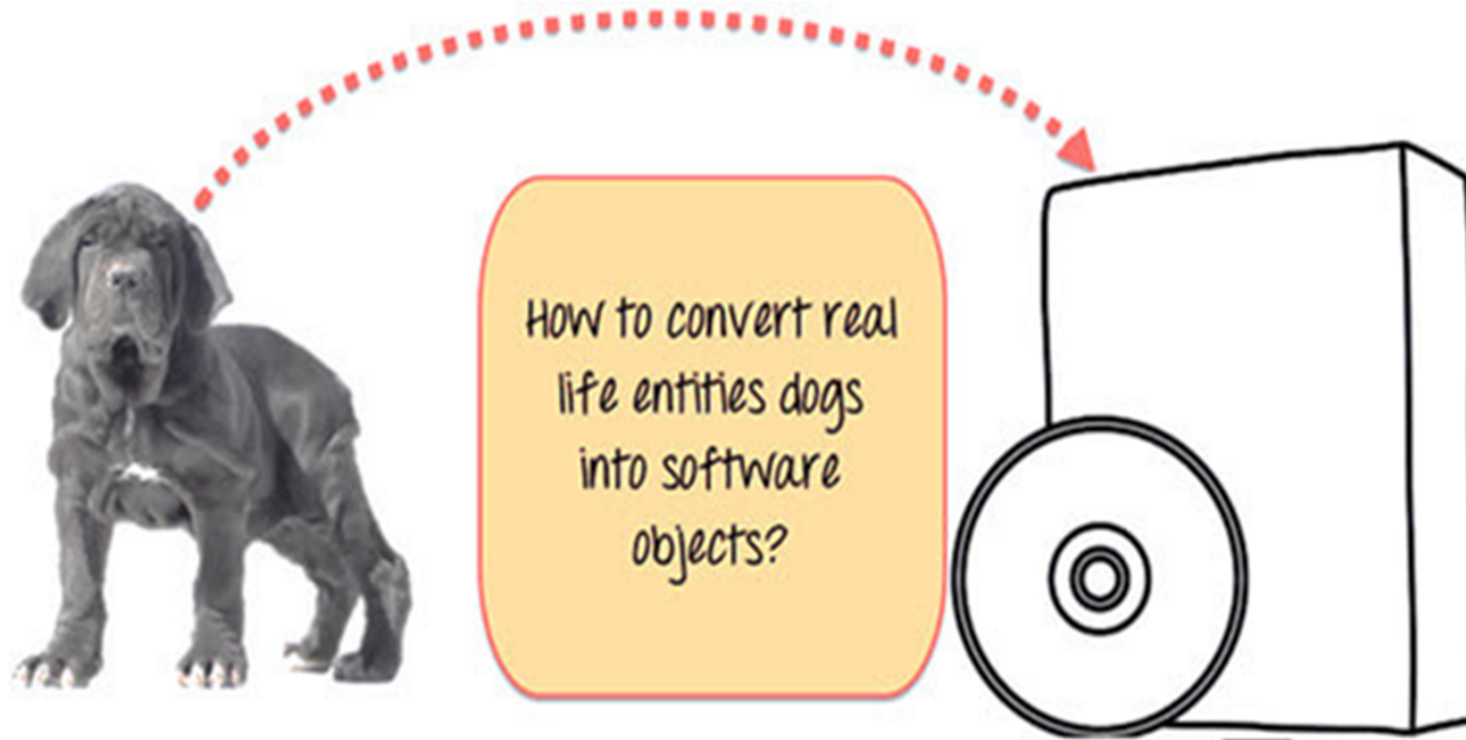 How to convert real
life entities dogs
into software
objects?